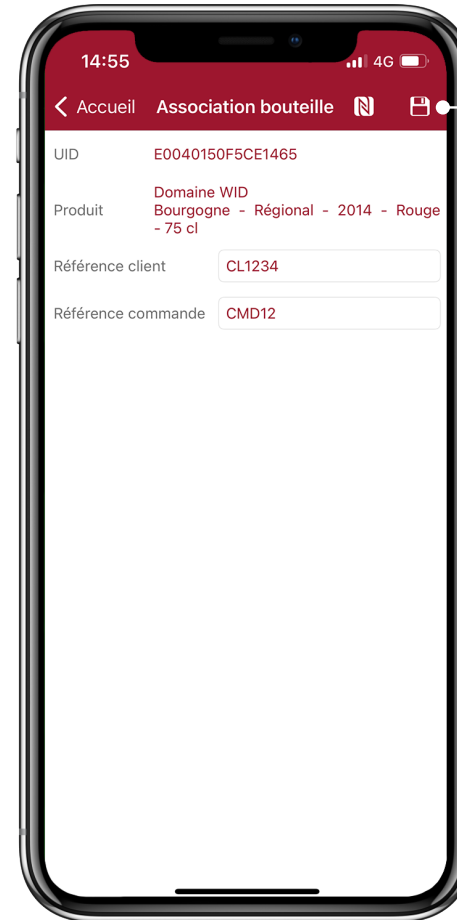 14:55
4G
Accueil
Association bouteille
UID
E0040150F5CE1465
Produit
Domaine WID
Bourgogne - Régional - 2014 - Rouge
- 75 cl
Référence client
CL1234
Référence commande
CMD12